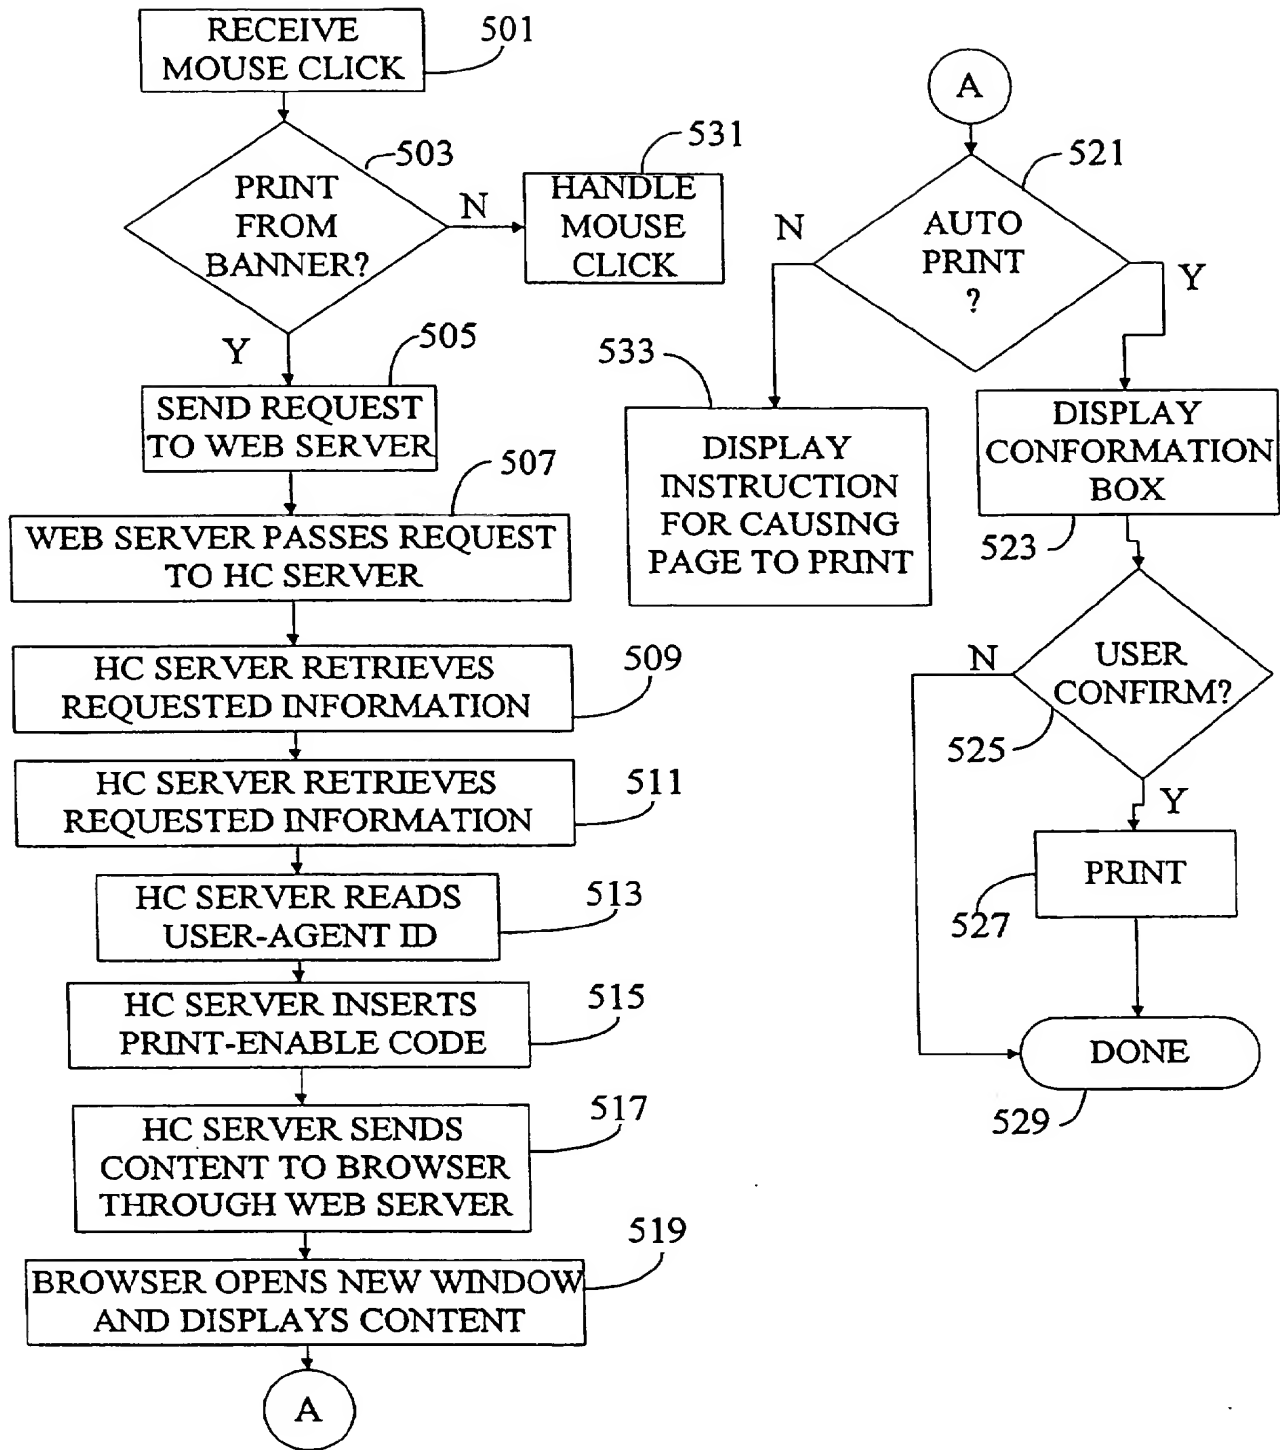 RECEIVE
MOUSE CLICK
501
PRINT
FROM
BANNER?
503
N
HANDLE
MOUSE
CLICK
531
Y
SEND REQUEST
TO WEB SERVER
505
WEB SERVER PASSES REQUEST
TO HC SERVER
507
HC SERVER RETRIEVES
REQUESTED INFORMATION
509
HC SERVER RETRIEVES
REQUESTED INFORMATION
511
HC SERVER READS
USER-AGENT ID
513
HC SERVER INSERTS
PRINT-ENABLE CODE
515
HC SERVER SENDS
CONTENT TO BROWSER
THROUGH WEB SERVER
517
BROWSER OPENS NEW WINDOW
AND DISPLAYS CONTENT
519
A
A
AUTO
PRINT
?
521
N
Y
533
DISPLAY
INSTRUCTION
FOR CAUSING
PAGE TO PRINT
DISPLAY
CONFORMATION
BOX
523
USER
CONFIRM?
N
525
Y
PRINT
527
DONE
529